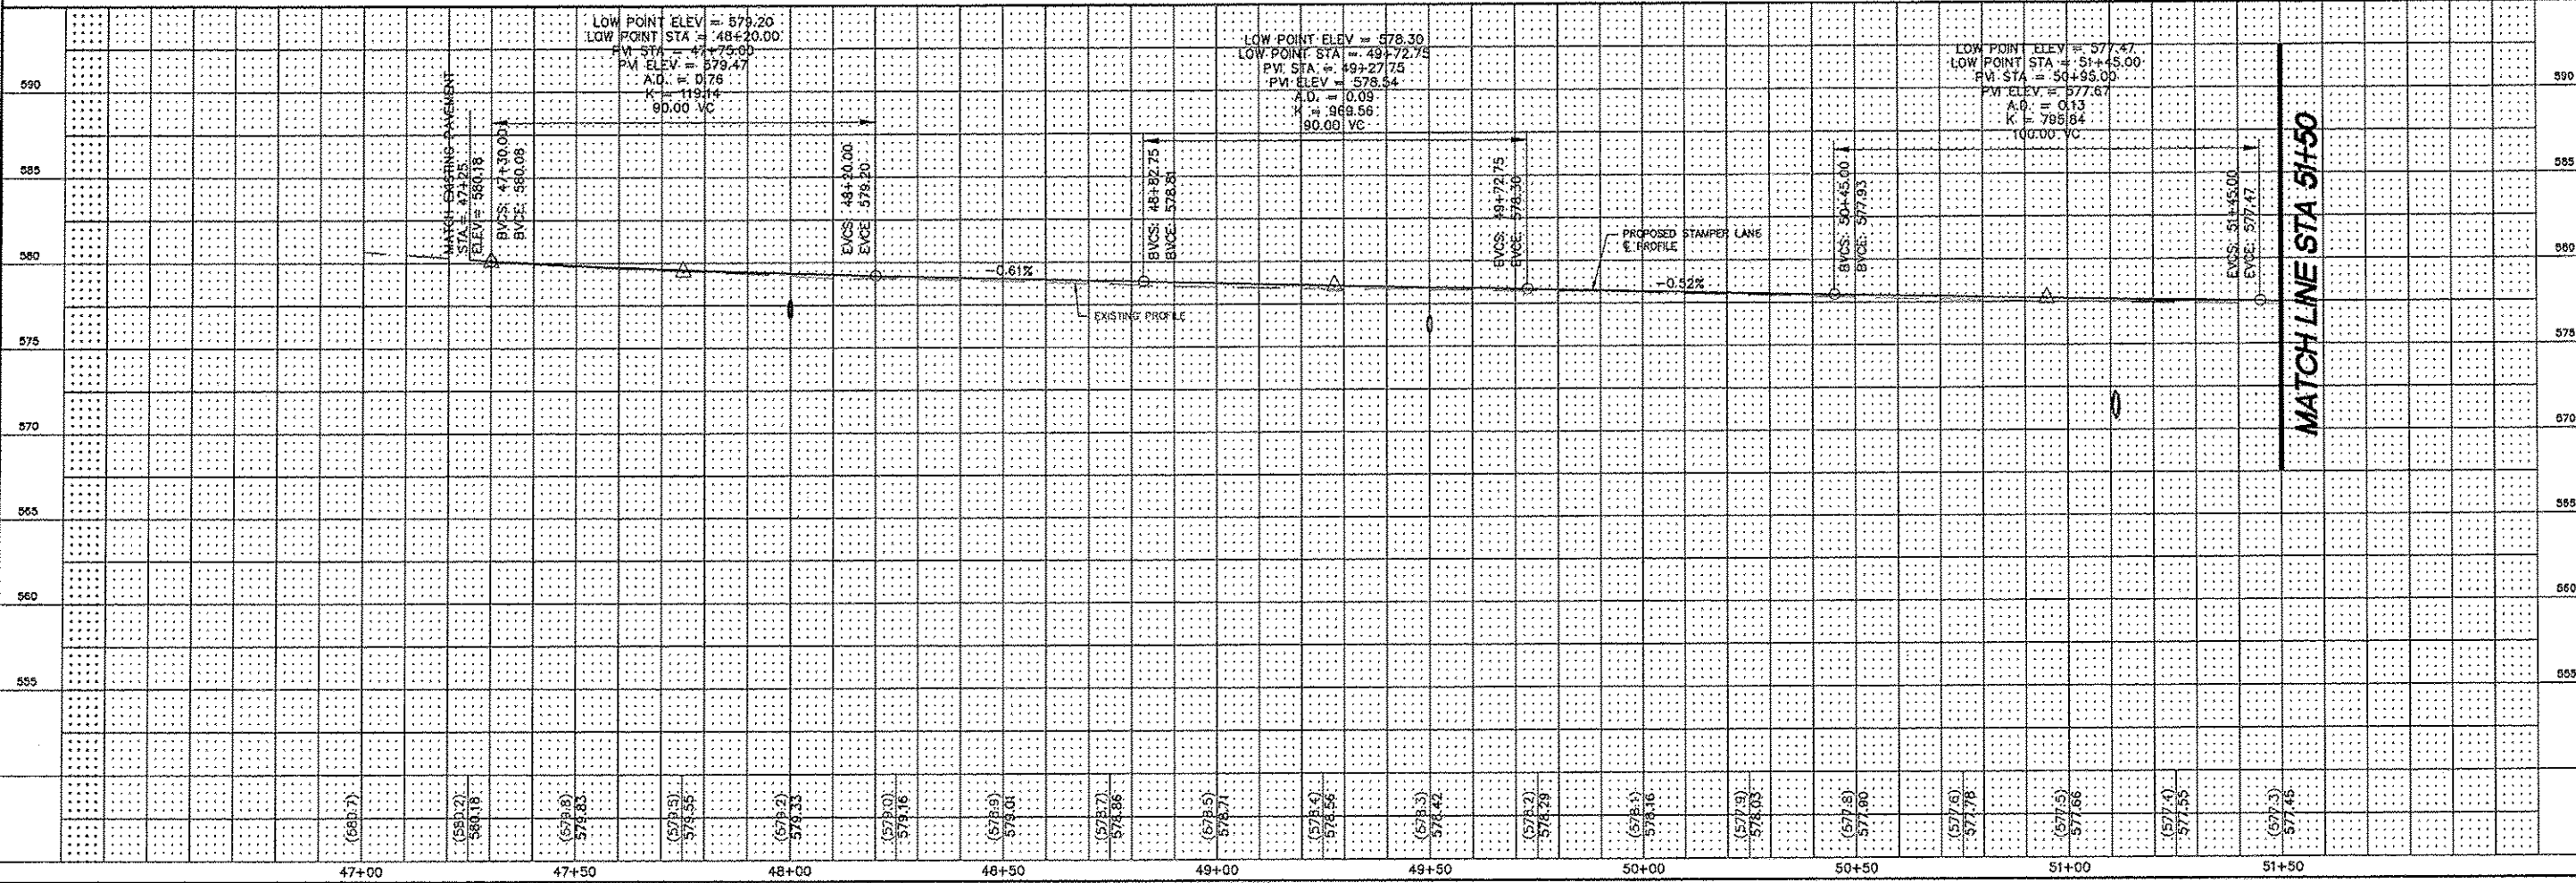 LOW POINT ELEV = 579.20
LOW POINT STA = 48+20.00
PVI STA = 47+75.00
PVI ELEV = 579.47
A.D. = 0.76
K = 119.14
90.00 VC
LOW POINT ELEV = 578.30
LOW POINT STA = 49+72.75
PVI STA = 49+27.75
PVI ELEV = 578.54
A.D. = 0.09
K = 969.56
90.00 VC
LOW POINT ELEV = 577.47
LOW POINT STA = 51+45.00
PVI STA = 50+95.00
PVI ELEV = 577.67
A.D. = 0.13
K = 795.84
100.00 VC
MATCH EXISTING PAVEMENT
STA = 47+25
ELEV = 580.18
BVCS: 47+30.00
BVCE: 580.08
EVCS: 48+20.00
EVCE: 579.20
BVCS: 48+82.75
BVCE: 578.81
EVCS: 49+72.75
EVCE: 578.30
BVCS: 50+45.00
BVCE: 577.93
EVCS: 51+45.00
EVCE: 577.47
MATCH LINE STA 51+50
-0.61%
EXISTING PROFILE
PROPOSED STAMPER LANE
℄ PROFILE
-0.52%
590
585
580
575
570
565
560
555
590
585
580
575
570
565
560
555
(580.7)
(580.2)
580.18
(579.8)
579.83
(579.5)
579.55
(579.2)
579.33
(579.0)
579.16
(578.9)
579.01
(578.7)
578.86
(578.5)
578.71
(578.4)
578.56
(578.3)
578.42
(578.2)
578.29
(578.1)
578.16
(577.9)
578.03
(577.8)
577.90
(577.6)
577.78
(577.5)
577.66
(577.4)
577.55
(577.3)
577.45
47+00
47+50
48+00
48+50
49+00
49+50
50+00
50+50
51+00
51+50